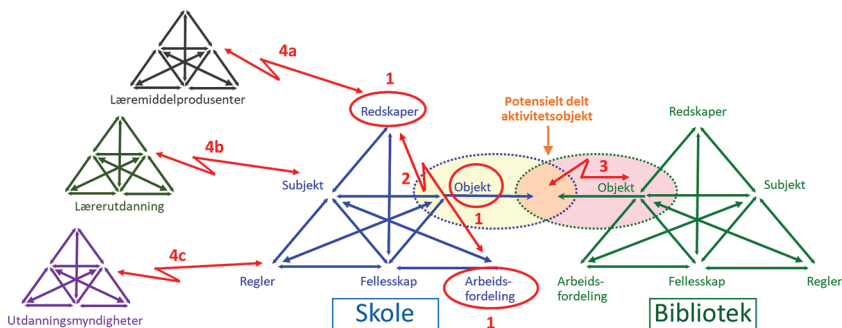 4a
1
Læremiddelprodusenter
Redskaper
Potensielt delt
aktivitetsobjekt
Redskaper
4b
Lærerutdanning
Subjekt
2
Objekt
1
3
Objekt
Subjekt
4c
Utdanningsmyndigheter
Regler
Fellesskap
Arbeids-
fordeling
1
Skole
Arbeids-
fordeling
Fellesskap
Regler
Bibliotek